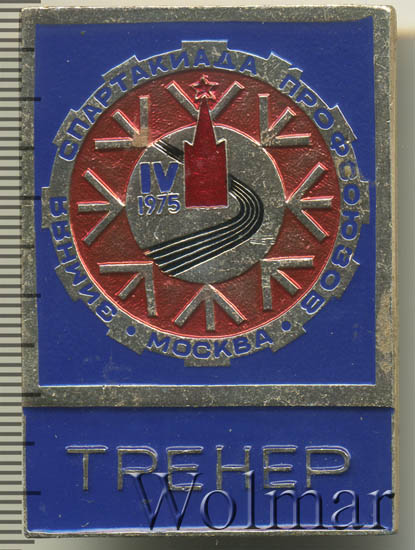 ЗИМНЯЯ СПАРТАКИАДА ПРОФСОЮЗОВ
IV
1975
• МОСКВА •
ТРЕНЕР
Wolmar